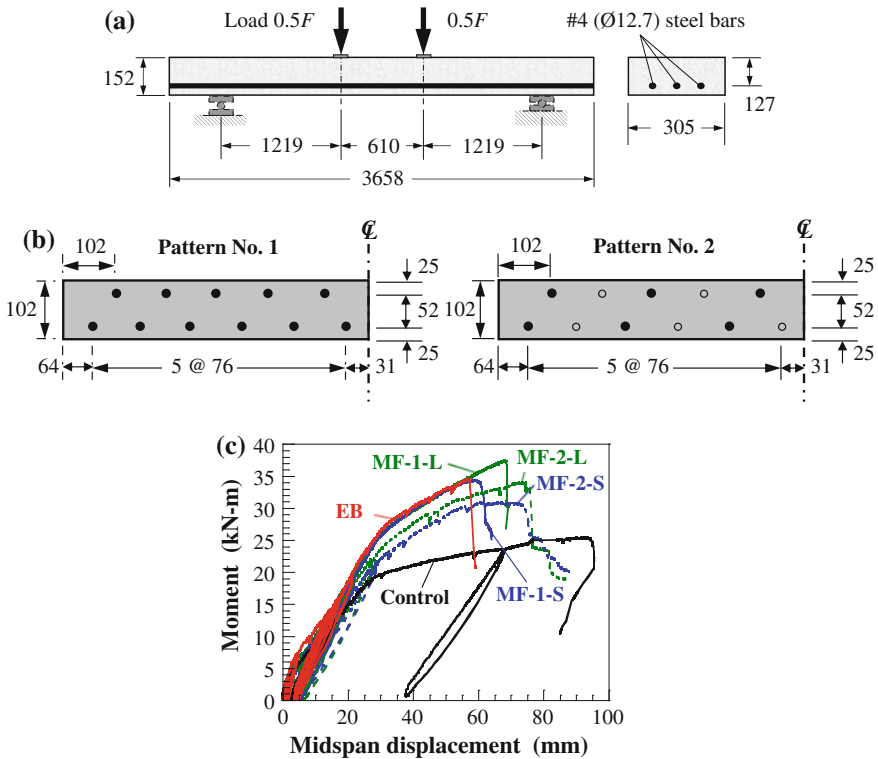 (a)
Load 0.5F
0.5F
#4 (Ø12.7) steel bars
152
127
1219
610
1219
305
3658
(b)
102
Pattern No. 1
℄
25
102
52
25
64
5 @ 76
31
102
Pattern No. 2
℄
25
102
52
25
64
5 @ 76
31
(c)
Moment (kN-m)
40
35
30
25
20
15
10
5
0
MF-1-L
MF-2-L
MF-2-S
EB
Control
MF-1-S
0
20
40
60
80
100
Midspan displacement (mm)